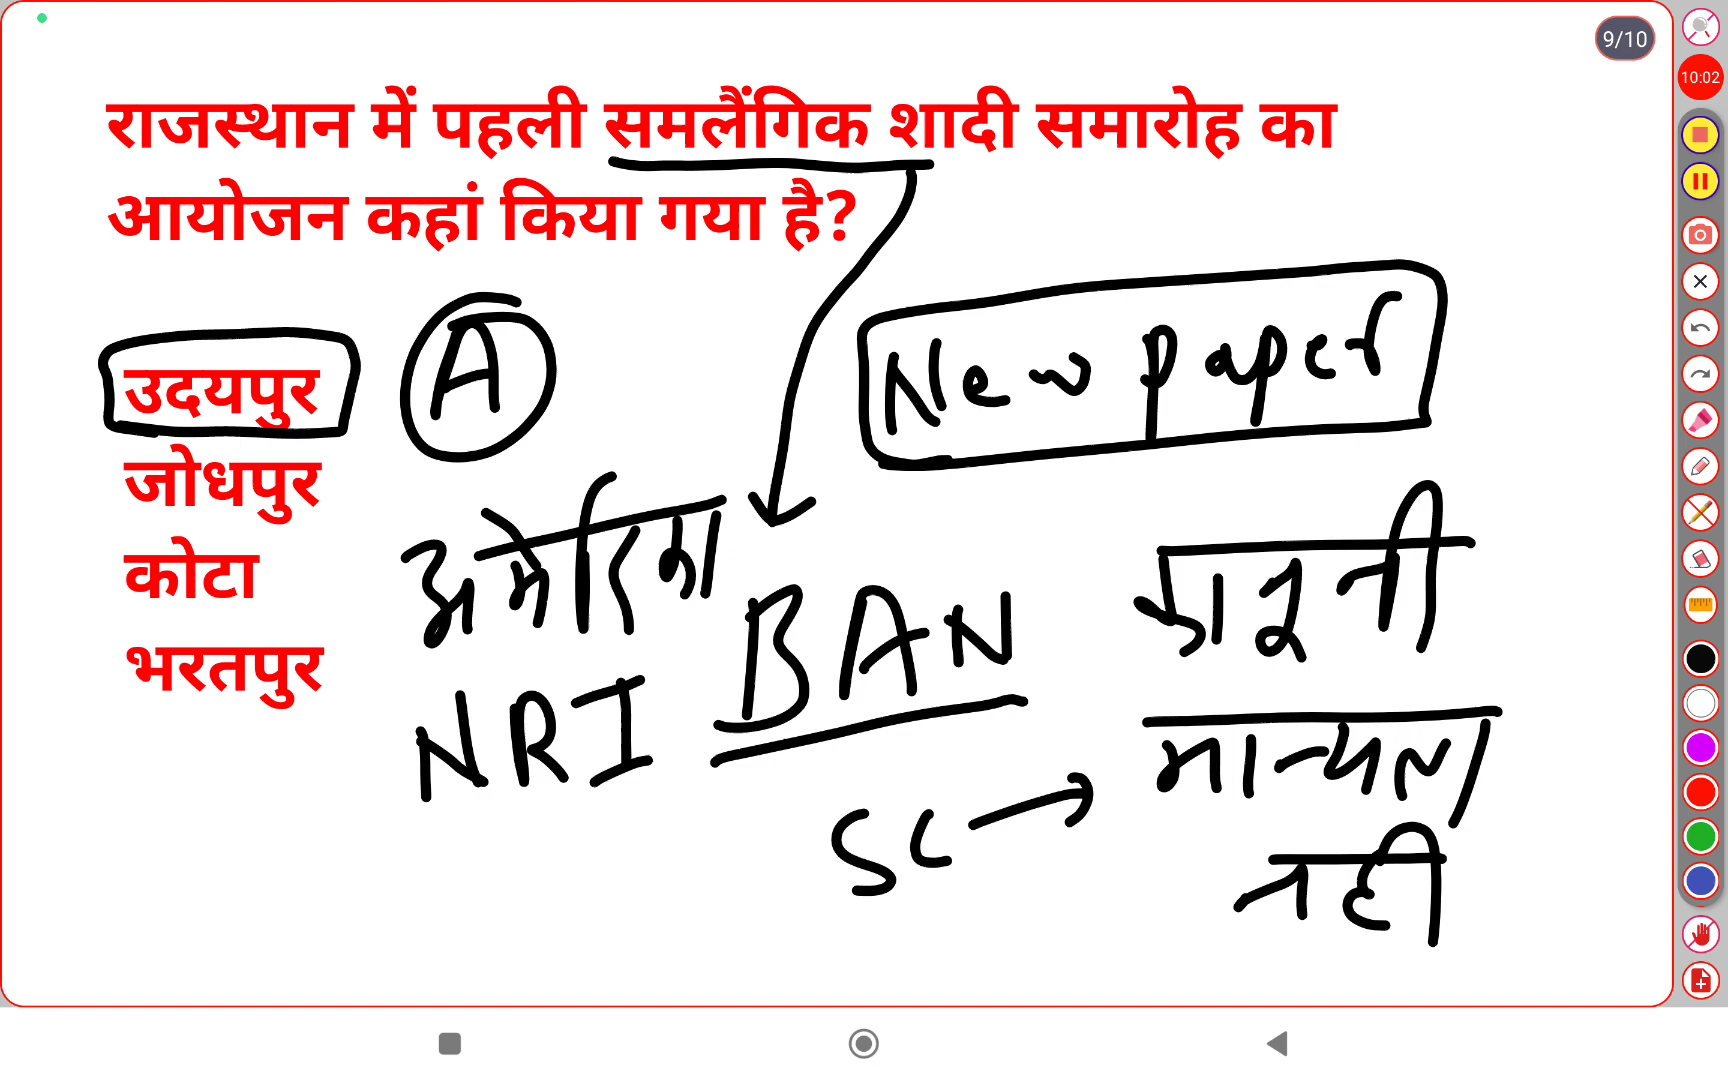 9/10
10:02
राजस्थान में पहली समलैंगिक शादी समारोह का
आयोजन कहां किया गया है?
उदयपुर
A
New paper
जोधपुर
कोटा
भरतपुर
अमेरिका
NRI
BAN
कानूनी
SC →
मान्यता
नही